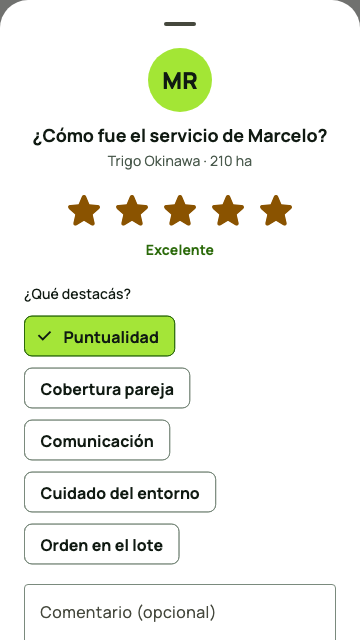 MR
¿Cómo fue el servicio de Marcelo?
Trigo Okinawa · 210 ha
Excelente
¿Qué destacás?
Puntualidad
Cobertura pareja
Comunicación
Cuidado del entorno
Orden en el lote
Comentario (opcional)